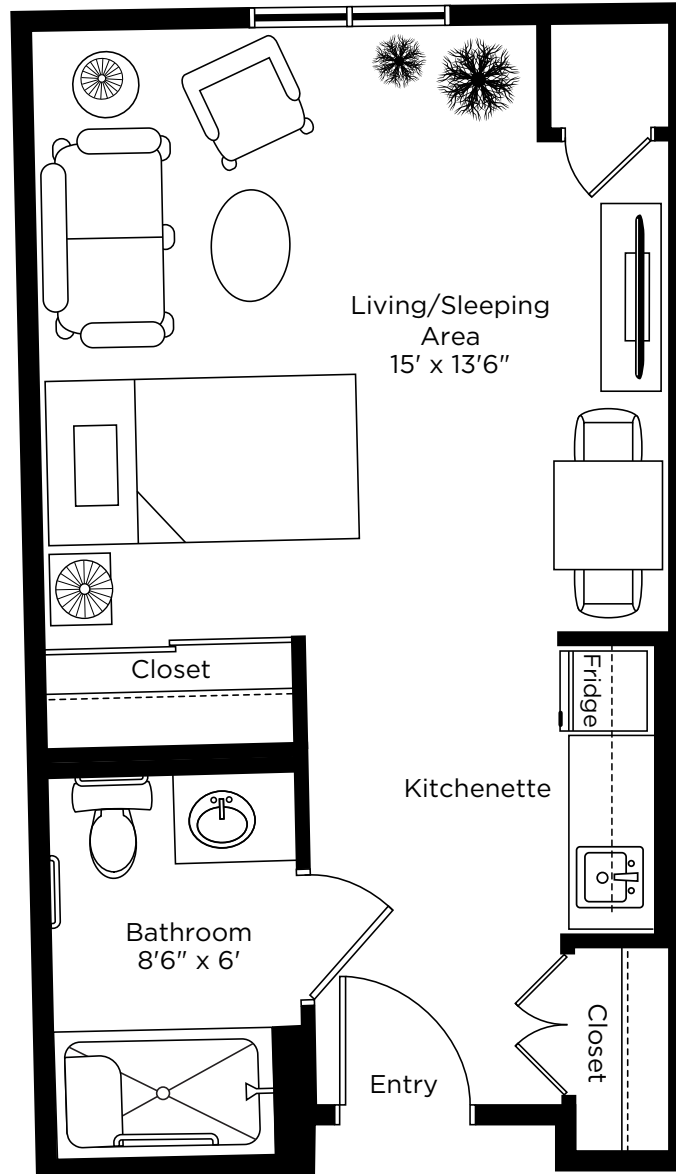 Living/Sleeping
Area
15' x 13'6"
Closet
Fridge
Kitchenette
Bathroom
8'6" x 6'
Closet
Entry